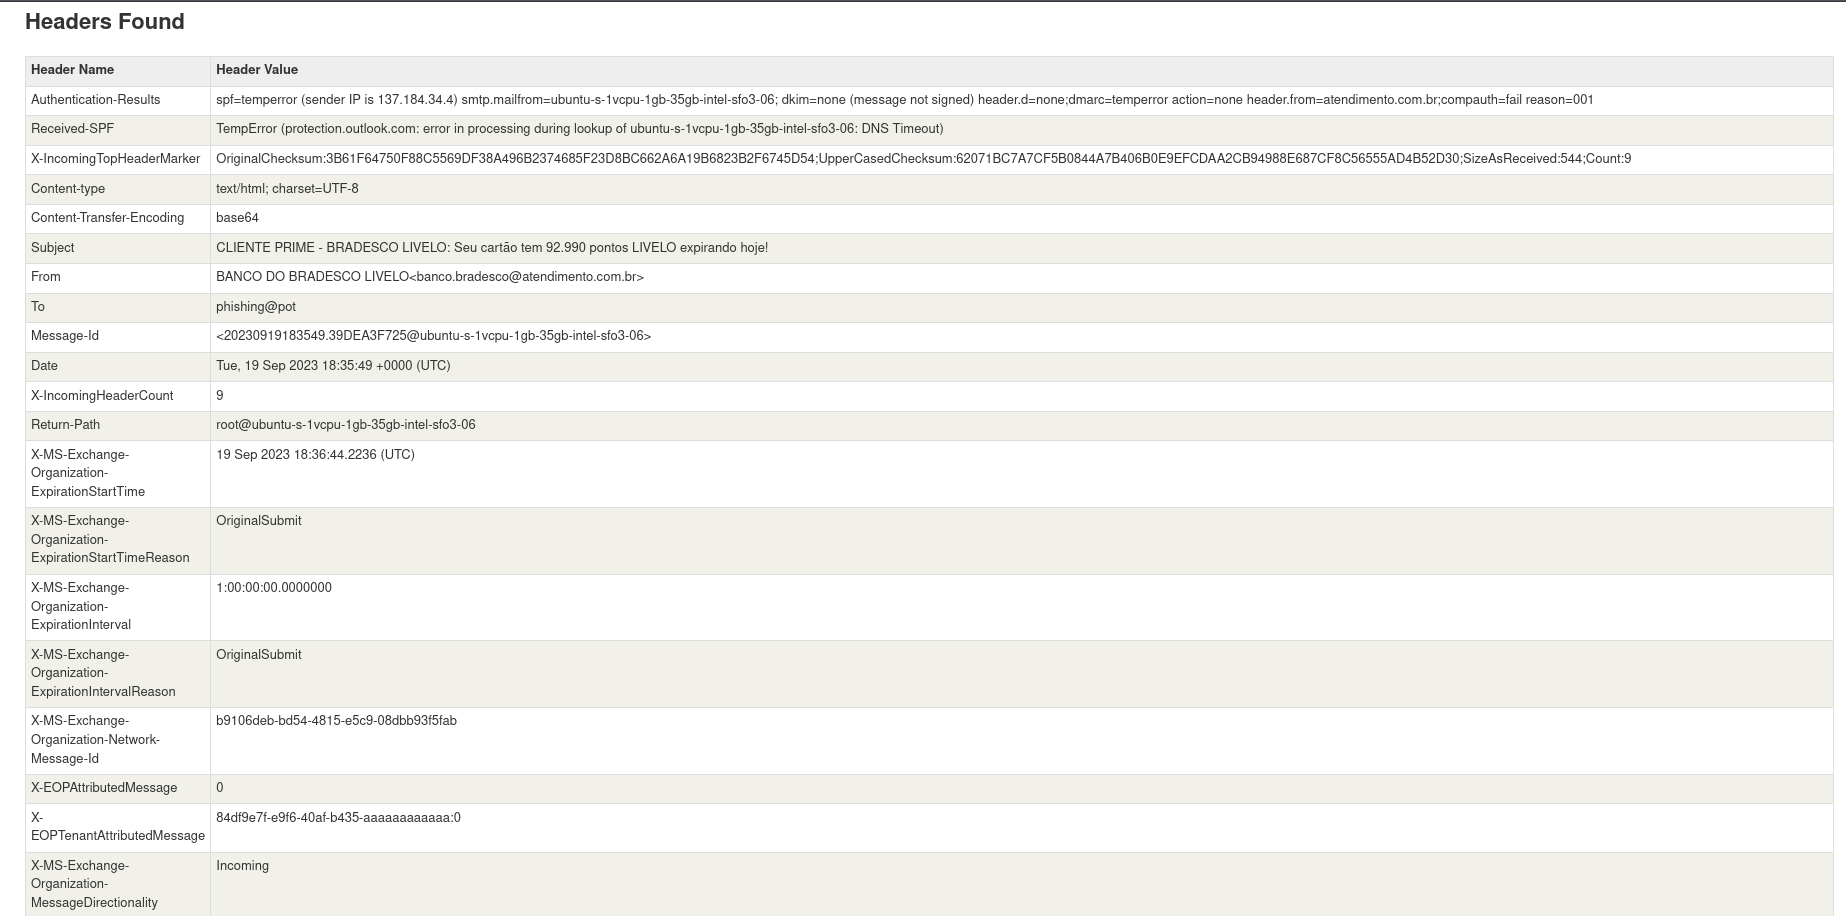 Headers Found
Header Name Header Value
Authentication-Results spf=temperror (sender IP is 137.184.34.4) smtp.mailfrom=ubuntu-s-1vcpu-1gb-35gb-intel-sfo3-06; dkim=none (message not signed) header.d=none;dmarc=temperror action=none header.from=atendimento.com.br;compauth=fail reason=001
Received-SPF TempError (protection.outlook.com: error in processing during lookup of ubuntu-s-1vcpu-1gb-35gb-intel-sfo3-06: DNS Timeout)
X-IncomingTopHeaderMarker OriginalChecksum:3B61F64750F88C5569DF38A496B2374685F23D8BC662A6A19B6823B2F6745D54;UpperCasedChecksum:62071BC7A7CF5B0844A7B406B0E9EFCDAA2CB94988E687CF8C56555AD4B52D30;SizeAsReceived:544;Count:9
Content-type text/html; charset=UTF-8
Content-Transfer-Encoding base64
Subject CLIENTE PRIME - BRADESCO LIVELO: Seu cartão tem 92.990 pontos LIVELO expirando hoje!
From BANCO DO BRADESCO LIVELO<banco.bradesco@atendimento.com.br>
To phishing@pot
Message-Id <20230919183549.39DEA3F725@ubuntu-s-1vcpu-1gb-35gb-intel-sfo3-06>
Date Tue, 19 Sep 2023 18:35:49 +0000 (UTC)
X-IncomingHeaderCount 9
Return-Path root@ubuntu-s-1vcpu-1gb-35gb-intel-sfo3-06
X-MS-Exchange- 19 Sep 2023 18:36:44.2236 (UTC)
Organization-
ExpirationStartTime
X-MS-Exchange- OriginalSubmit
Organization-
ExpirationStartTimeReason
X-MS-Exchange- 1:00:00:00.0000000
Organization-
ExpirationInterval
X-MS-Exchange- OriginalSubmit
Organization-
ExpirationIntervalReason
X-MS-Exchange- b9106deb-bd54-4815-e5c9-08dbb93f5fab
Organization-Network-
Message-Id
X-EOPAttributedMessage 0
X- 84df9e7f-e9f6-40af-b435-aaaaaaaaaaaa:0
EOPTenantAttributedMessage
X-MS-Exchange- Incoming
Organization-
MessageDirectionality